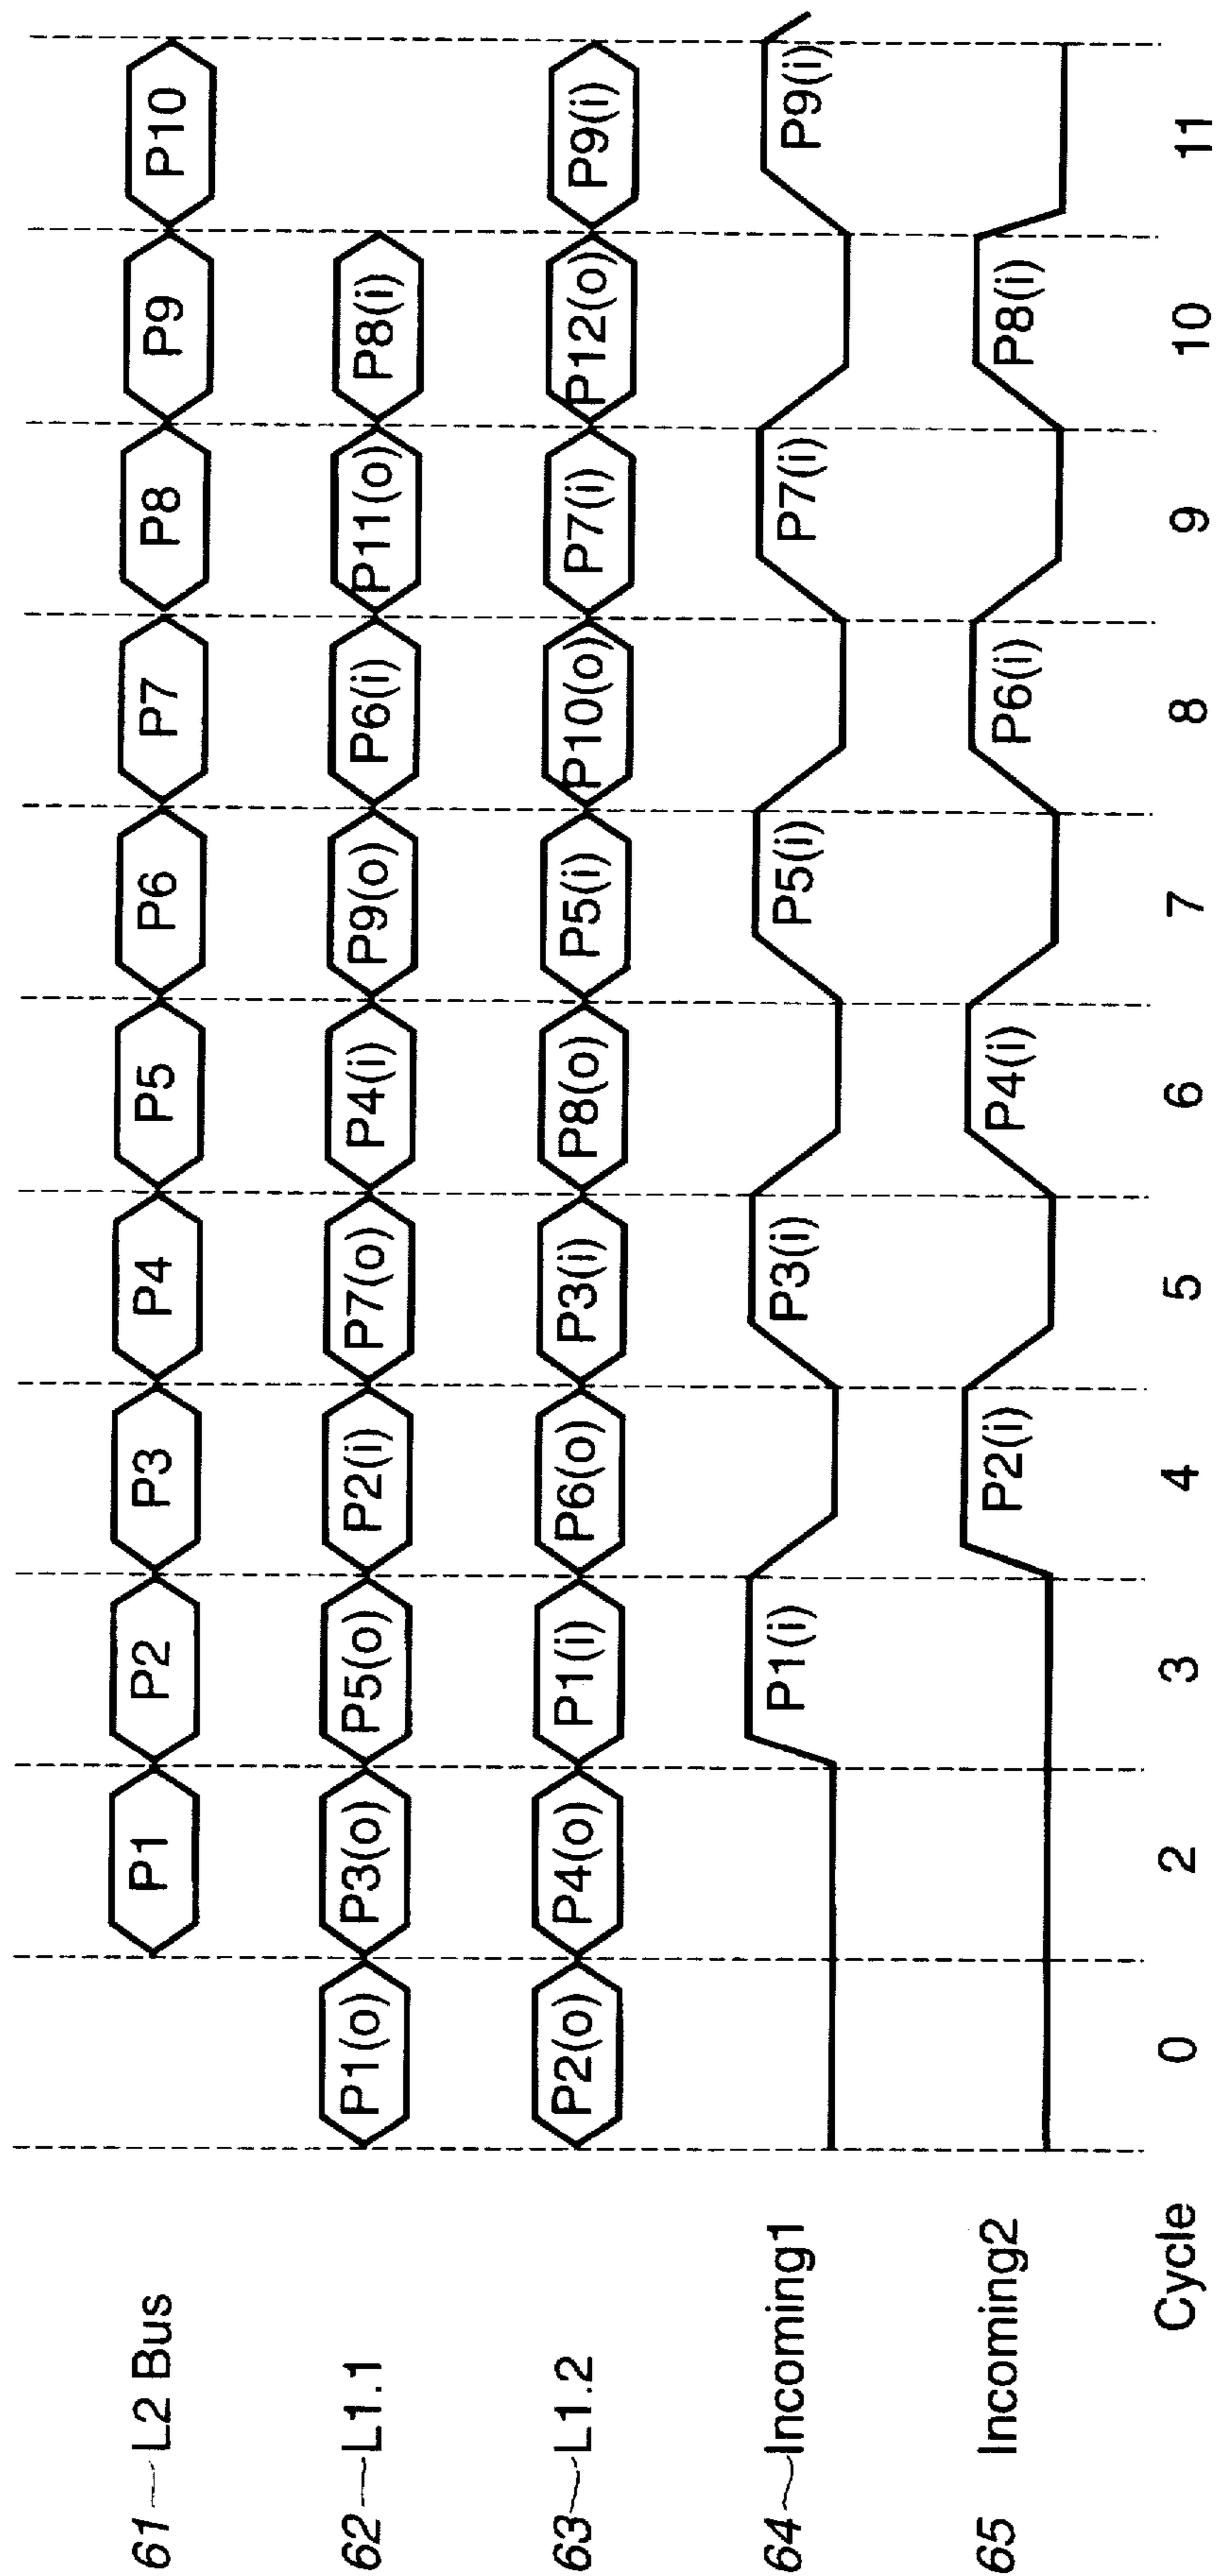 61 L2 Bus P1 P2 P3 P4 P5 P6 P7 P8 P9 P10
62 L1.1 P1(o) P3(o) P5(o) P2(i) P7(o) P4(i) P9(o) P6(i) P11(o) P8(i)
63 L1.2 P2(o) P4(o) P1(i) P6(o) P3(i) P8(o) P5(i) P10(o) P7(i) P12(o) P9(i)
64 Incoming1 P1(i) P3(i) P5(i) P7(i) P9(i)
65 Incoming2 P2(i) P4(i) P6(i) P8(i)
Cycle 0 2 3 4 5 6 7 8 9 10 11